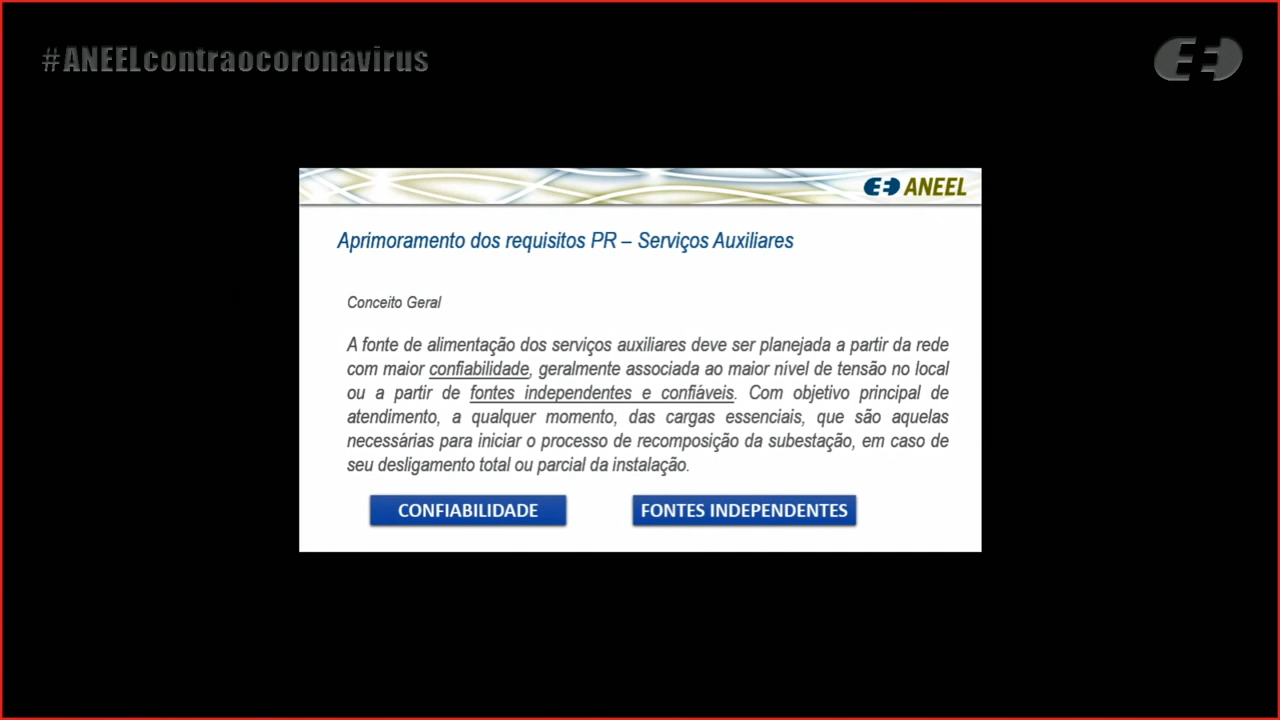 #ANEELcontraocoronavirus
ANEEL
Aprimoramento dos requisitos PR – Serviços Auxiliares
Conceito Geral
A fonte de alimentação dos serviços auxiliares deve ser planejada a partir da rede
com maior confiabilidade, geralmente associada ao maior nível de tensão no local
ou a partir de fontes independentes e confiáveis. Com objetivo principal de
atendimento, a qualquer momento, das cargas essenciais, que são aquelas
necessárias para iniciar o processo de recomposição da subestação, em caso de
seu desligamento total ou parcial da instalação.
CONFIABILIDADE
FONTES INDEPENDENTES